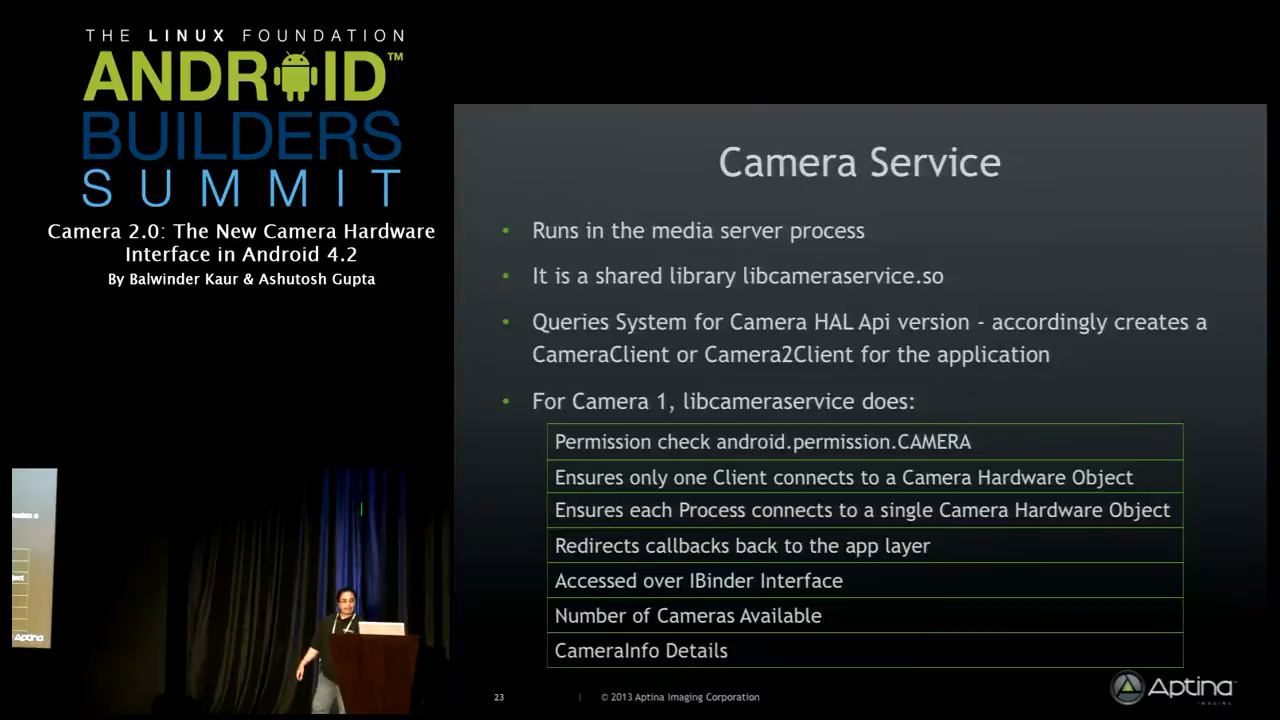 THE LINUX FOUNDATION
ANDROID™
BUILDERS
SUMMIT
Camera 2.0: The New Camera Hardware
Interface in Android 4.2
By Balwinder Kaur & Ashutosh Gupta
Camera Service
• Runs in the media server process
• It is a shared library libcameraservice.so
• Queries System for Camera HAL Api version - accordingly creates a
CameraClient or Camera2Client for the application
• For Camera 1, libcameraservice does:
Permission check android.permission.CAMERA
Ensures only one Client connects to a Camera Hardware Object
Ensures each Process connects to a single Camera Hardware Object
Redirects callbacks back to the app layer
Accessed over IBinder Interface
Number of Cameras Available
CameraInfo Details
23 | © 2013 Aptina Imaging Corporation
Aptina
IMAGING
Aptina